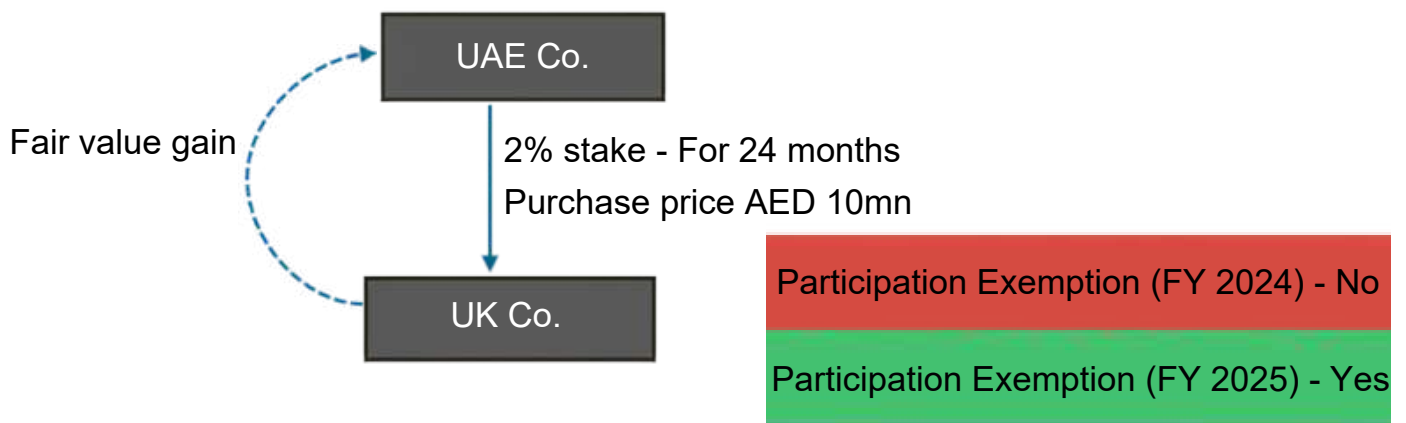 UAE Co.
Fair value gain
2% stake - For 24 months
Purchase price AED 10mn
UK Co.
Participation Exemption (FY 2024) - No
Participation Exemption (FY 2025) - Yes